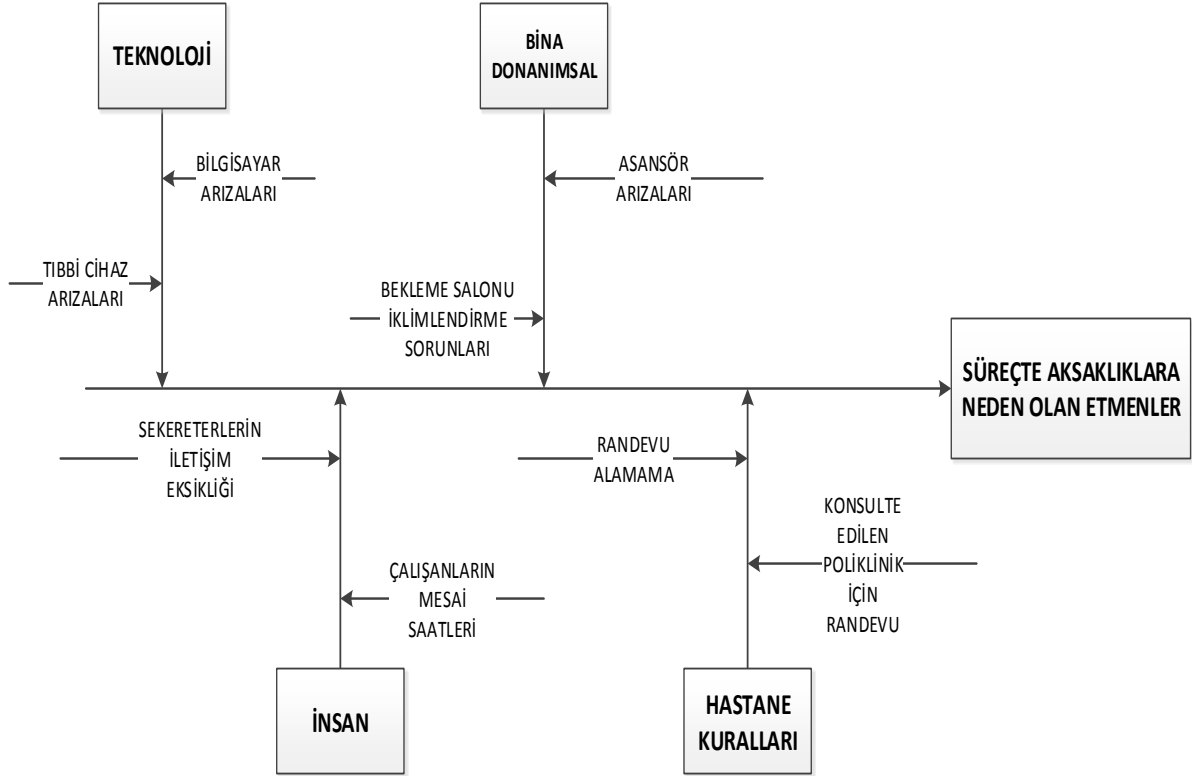 TEKNOLOJİ
BİNA
DONANIMSAL
BİLGİSAYAR
ARIZALARI
ASANSÖR
ARIZALARI
TIBBİ CİHAZ
ARIZALARI
BEKLEME SALONU
İKLİMLENDİRME
SORUNLARI
SÜREÇTE AKSAKLIKLARA
NEDEN OLAN ETMENLER
SEKERETERLERİN
İLETİŞİM
EKSİKLİĞİ
RANDEVU
ALAMAMA
KONSULTE
EDİLEN
POLİKLİNİK
İÇİN
RANDEVU
ÇALIŞANLARIN
MESAİ
SAATLERİ
İNSAN
HASTANE
KURALLARI